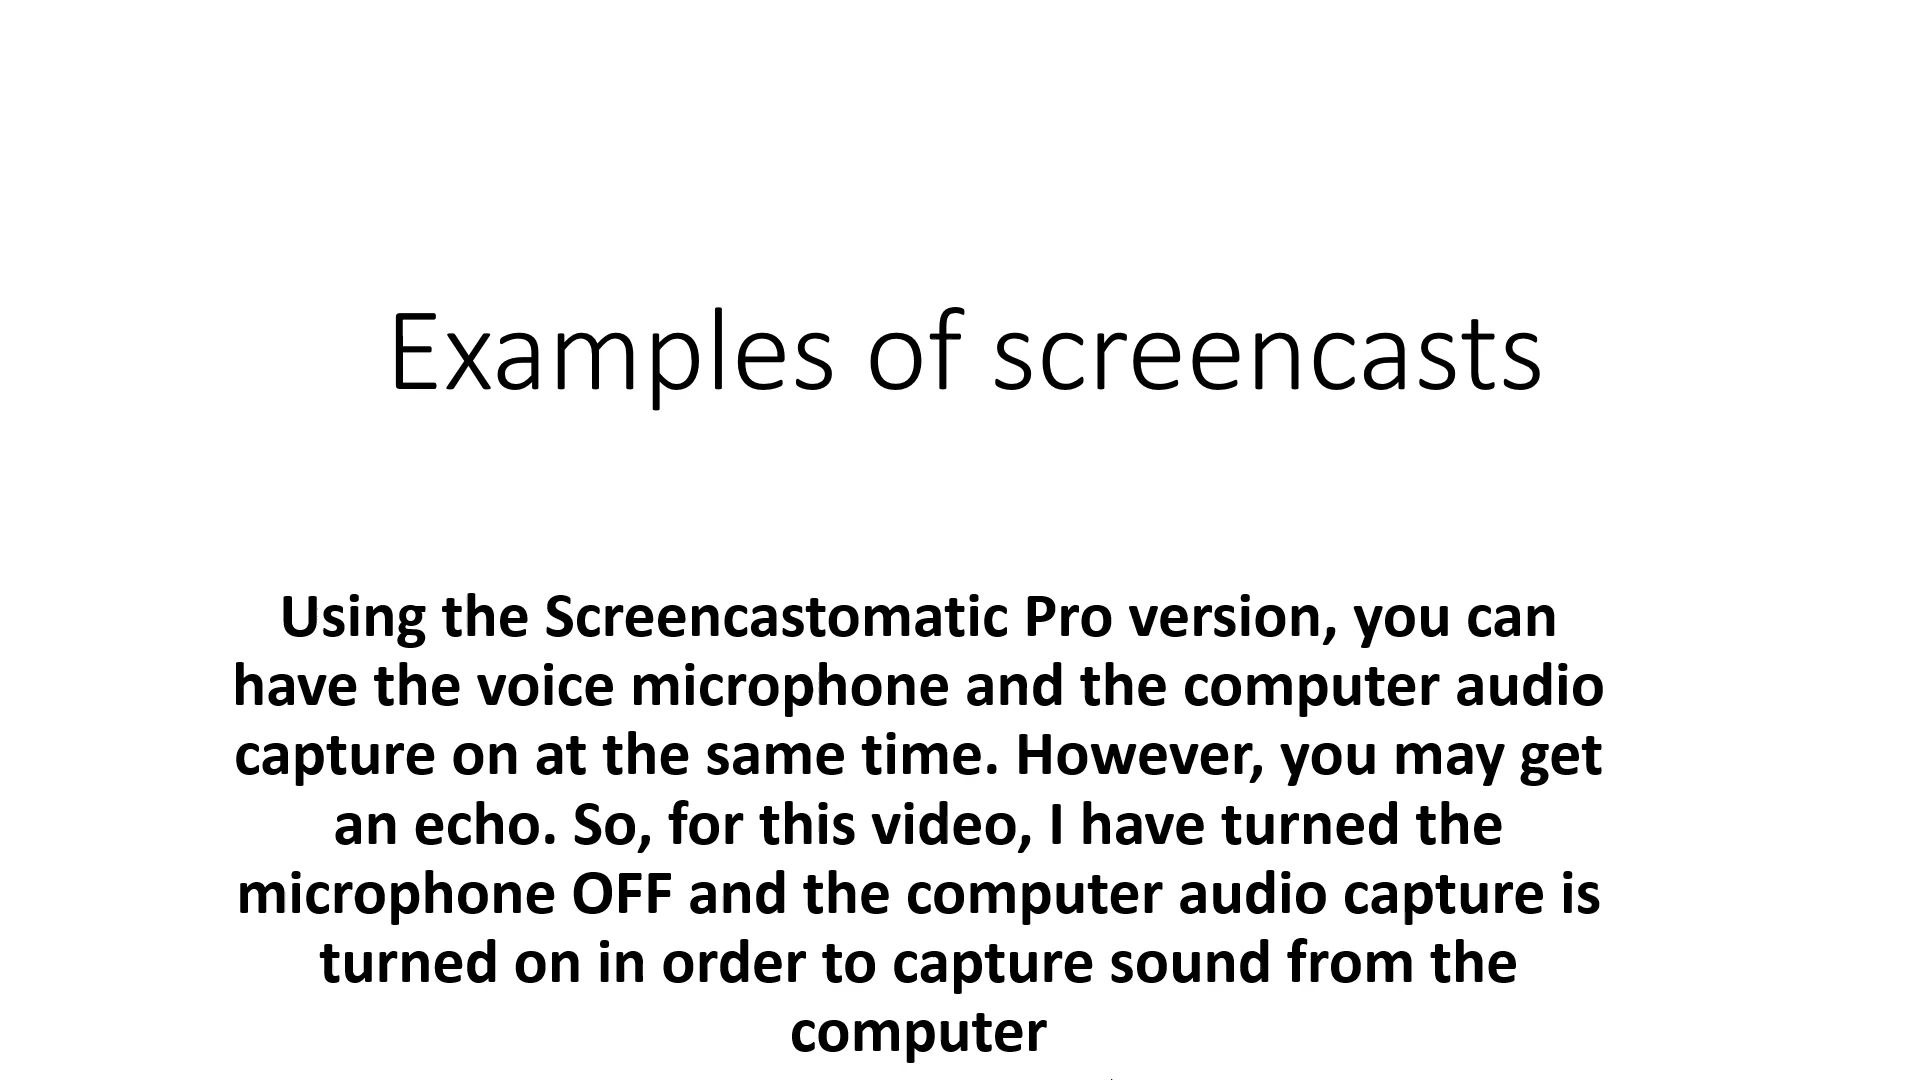 Examples of screencasts
Using the Screencastomatic Pro version, you can
have the voice microphone and the computer audio
capture on at the same time. However, you may get
an echo. So, for this video, I have turned the
microphone OFF and the computer audio capture is
turned on in order to capture sound from the
computer